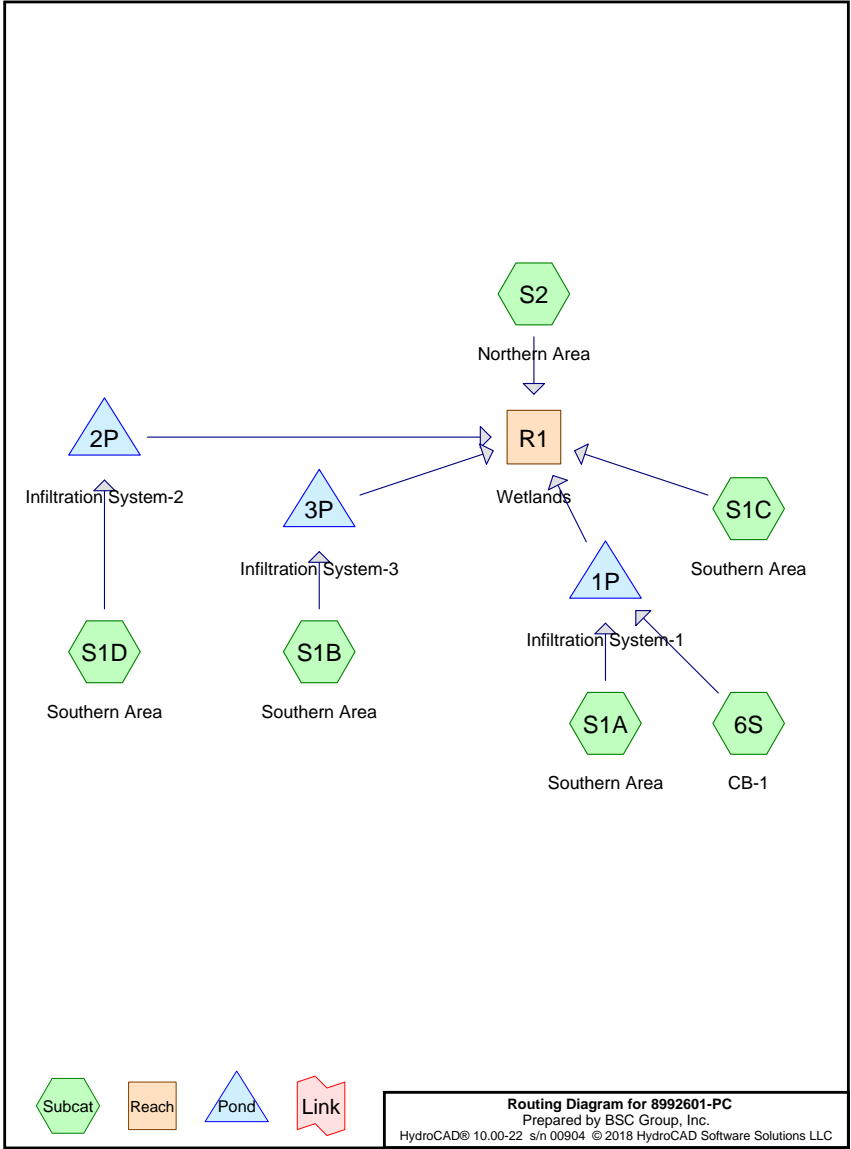 S2
Northern Area
2P
R1
Infiltration System-2
Wetlands
3P
S1C
Infiltration System-3
Southern Area
1P
Infiltration System-1
S1D
S1B
Southern Area
Southern Area
S1A
6S
Southern Area
CB-1
Subcat
Reach
Pond
Link
Routing Diagram for 8992601-PC
Prepared by BSC Group, Inc.
HydroCAD® 10.00-22 s/n 00904 © 2018 HydroCAD Software Solutions LLC